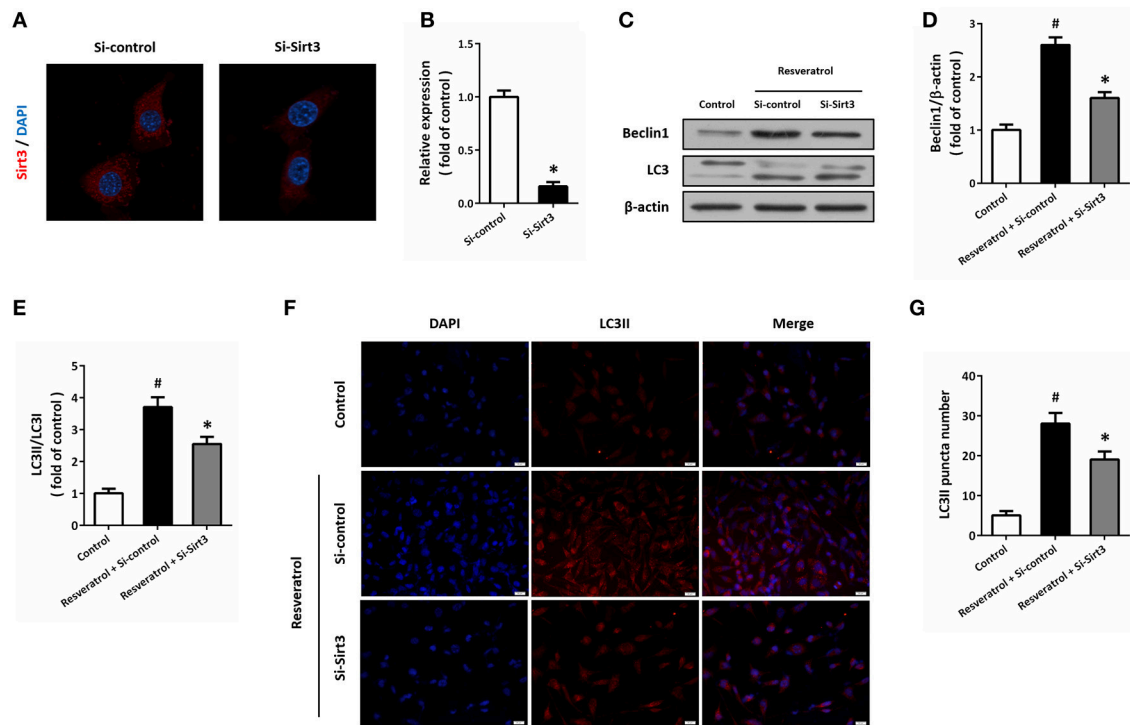 A
Si-control
Si-Sirt3
Sirt3 / DAPI
B
Relative expression
( fold of control)
1.5
1.0
0.5
0.0
*
Si-control
Si-Sirt3
C
Resveratrol
Control
Si-control
Si-Sirt3
Beclin1
LC3
β-actin
D
Beclin1/β-actin
( fold of control)
3
2
1
0
#
*
Control
Resveratrol + Si-control
Resveratrol + Si-Sirt3
E
LC3II/LC3I
( fold of control)
5
4
3
2
1
0
#
*
Control
Resveratrol + Si-control
Resveratrol + Si-Sirt3
F
DAPI
LC3II
Merge
Control
Resveratrol
Si-control
Si-Sirt3
G
LC3II puncta number
40
30
20
10
0
#
*
Control
Resveratrol + Si-control
Resveratrol + Si-Sirt3